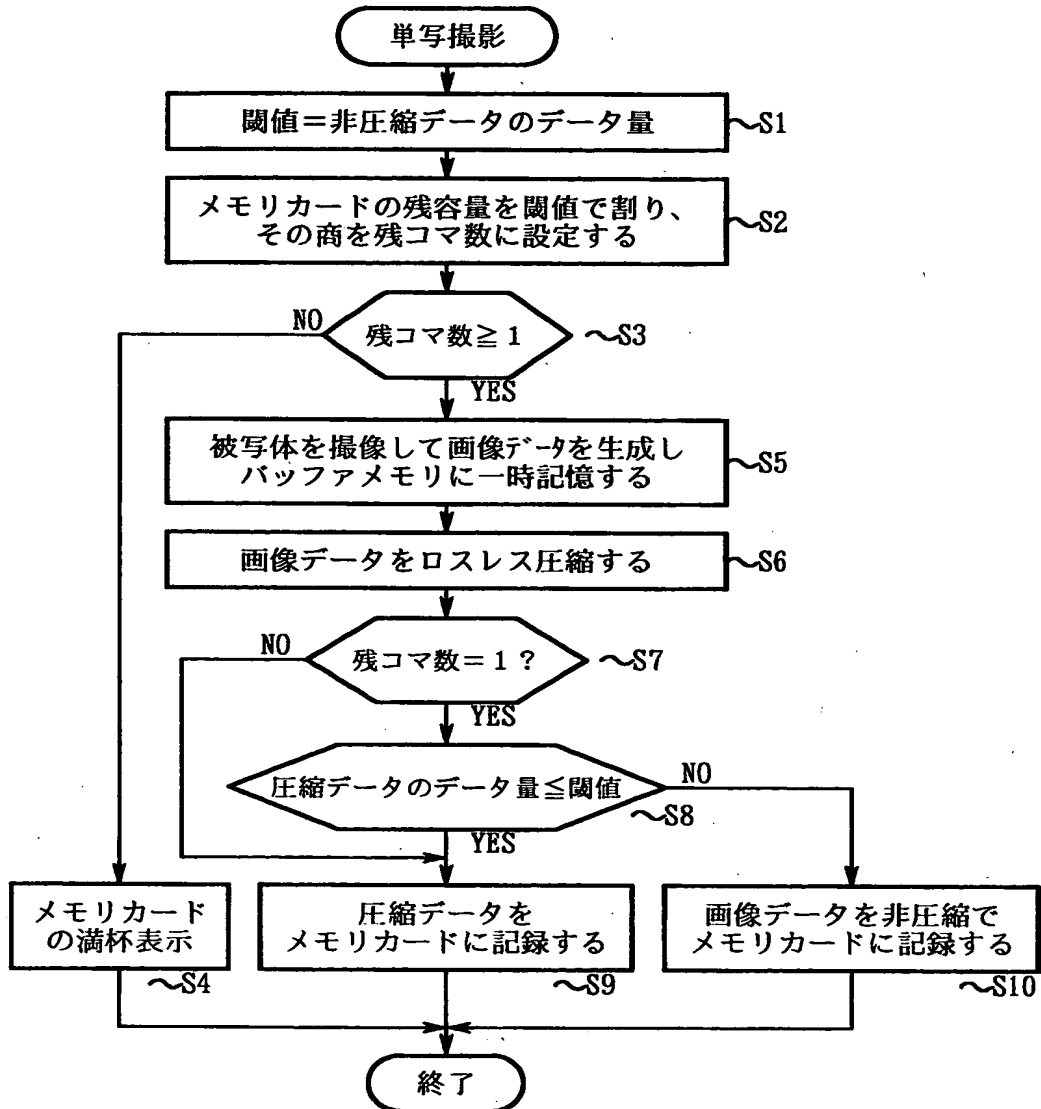 単写撮影
閾値=非圧縮データのデータ量
~S1
メモリカードの残容量を閾値で割り、
その商を残コマ数に設定する
~S2
NO
残コマ数≧1
~S3
YES
被写体を撮像して画像データを生成し
バッファメモリに一時記憶する
~S5
画像データをロスレス圧縮する
~S6
NO
残コマ数=1?
~S7
YES
圧縮データのデータ量≦閾値
NO
~S8
YES
メモリカード
の満杯表示
~S4
圧縮データを
メモリカードに記録する
~S9
画像データを非圧縮で
メモリカードに記録する
~S10
終了